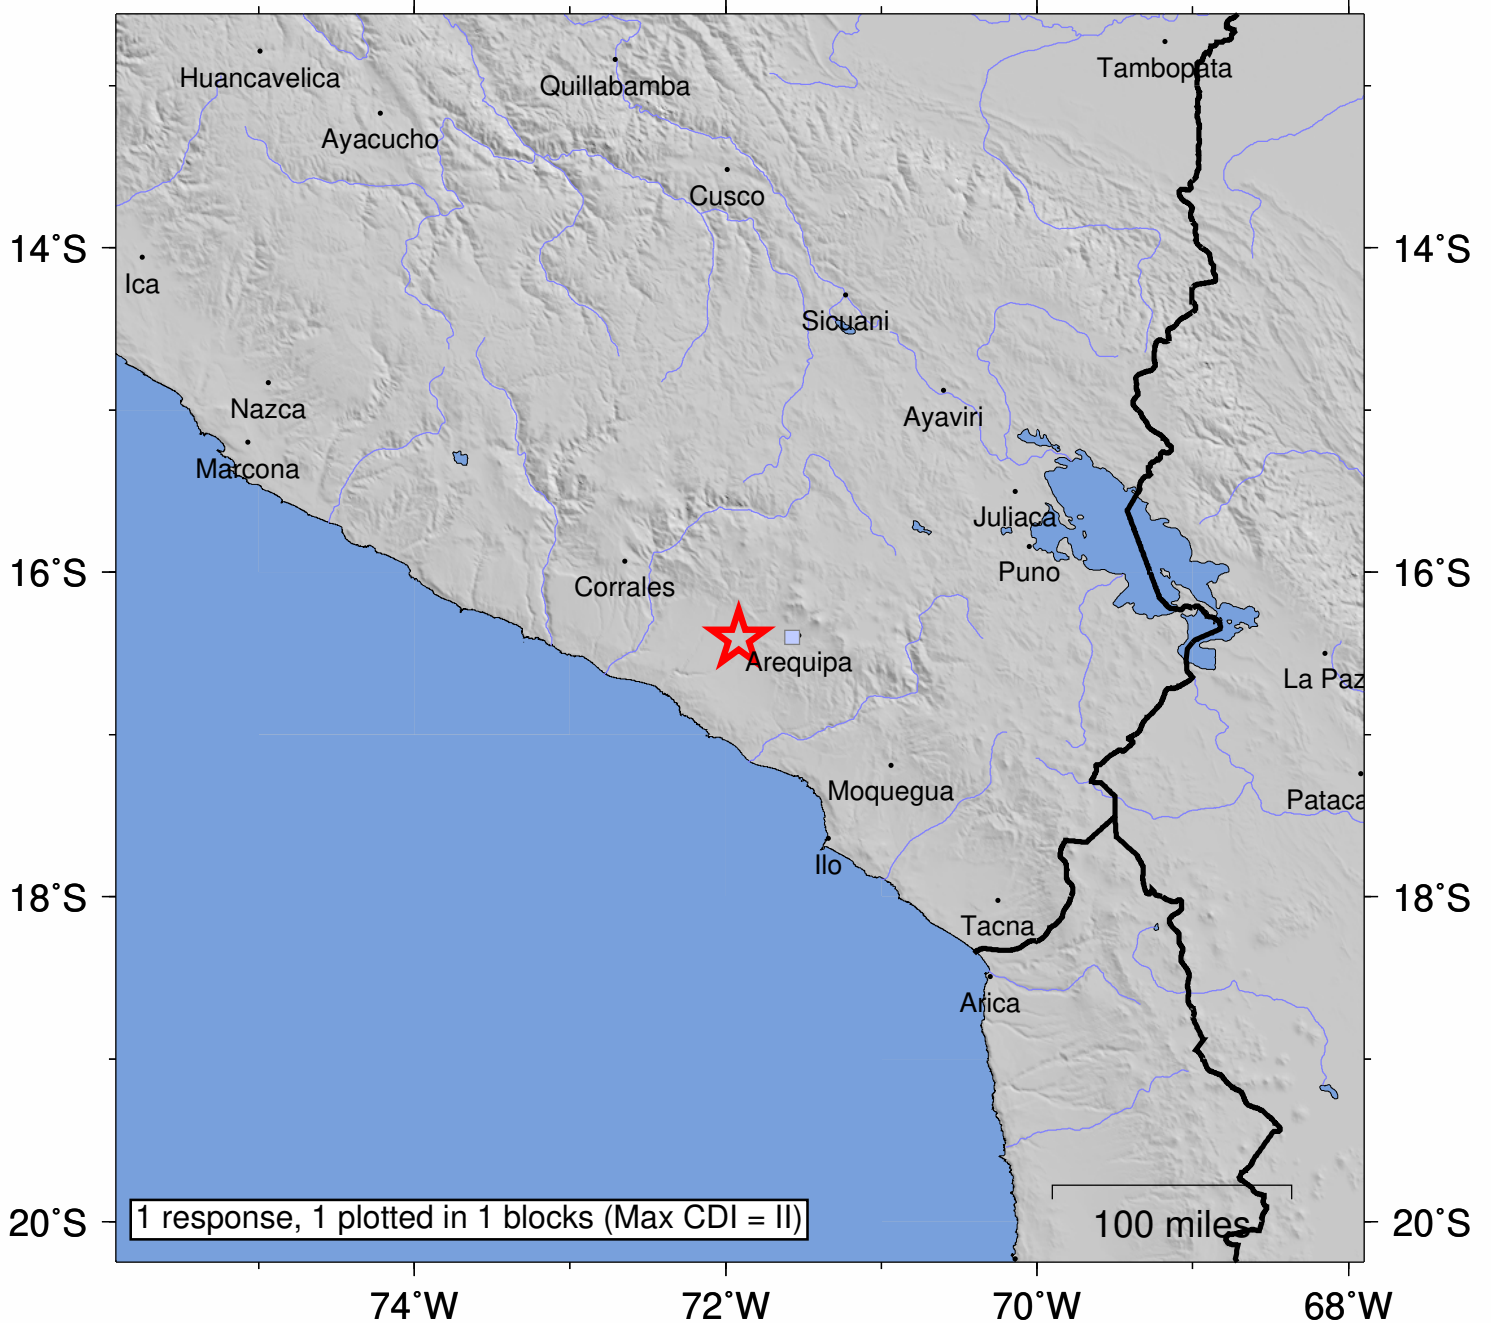 Tambopata
Huancavelica
Quillabamba
Ayacucho
Cusco
14°S
14°S
Ica
Sicuani
Nazca
Ayaviri
Marcona
Juliaca
16°S
Puno
16°S
Corrales
Arequipa
La Paz
Moquegua
Pataca
Ilo
18°S
18°S
Tacna
Arica
1 response, 1 plotted in 1 blocks (Max CDI = II)
100 miles
20°S
20°S
74°W
72°W
70°W
68°W